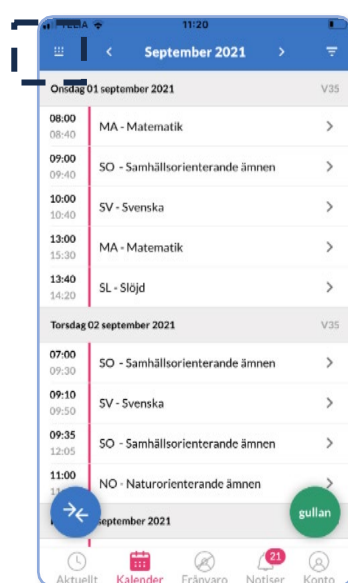 TELIA 11:20
September 2021
Onsdag 01 september 2021 V35
08:00
08:40
MA - Matematik
09:00
09:40
SO - Samhällsorienterande ämnen
10:00
10:40
SV - Svenska
13:00
15:30
MA - Matematik
13:40
14:20
SL - Slöjd
Torsdag 02 september 2021 V35
07:00
09:30
SO - Samhällsorienterande ämnen
09:10
09:50
SV - Svenska
09:35
12:05
SO - Samhällsorienterande ämnen
11:00
NO - Naturorienterande ämnen
gullan
september 2021
21
Aktuellt Kalender Frånvaro Notiser Konto